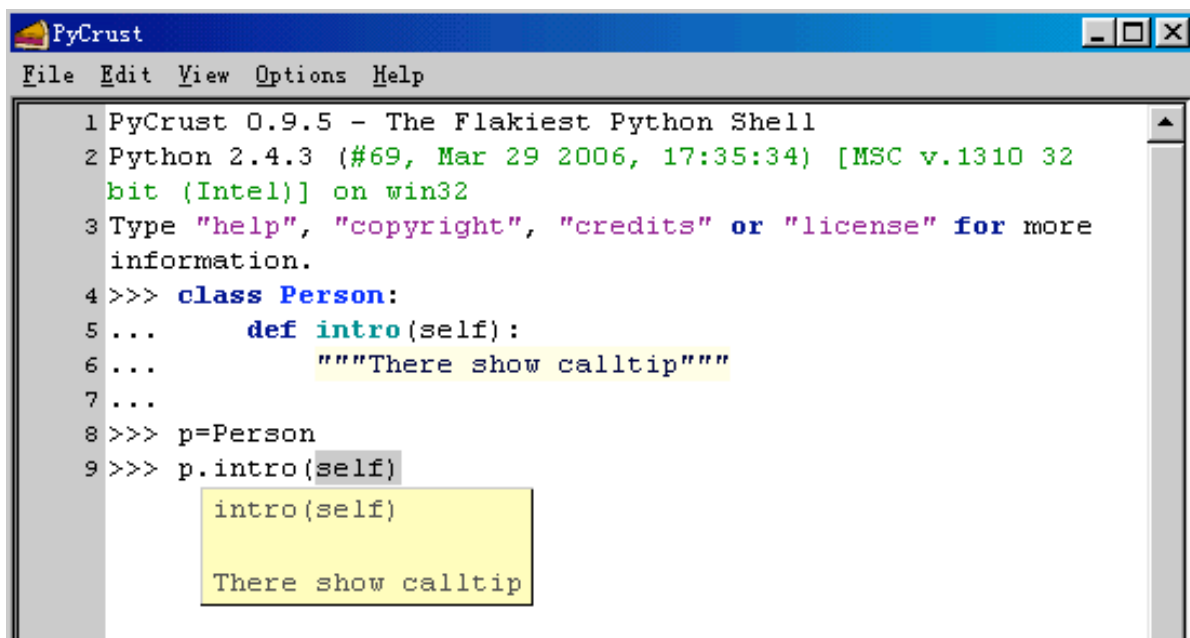 PyCrust
File Edit View Options Help
1 PyCrust 0.9.5 - The Flakiest Python Shell
2 Python 2.4.3 (#69, Mar 29 2006, 17:35:34) [MSC v.1310 32
bit (Intel)] on win32
3 Type "help", "copyright", "credits" or "license" for more
information.
4 >>> class Person:
5 ...     def intro(self):
6 ...         """There show calltip"""
7 ...
8 >>> p=Person
9 >>> p.intro(self)
intro(self)
There show calltip